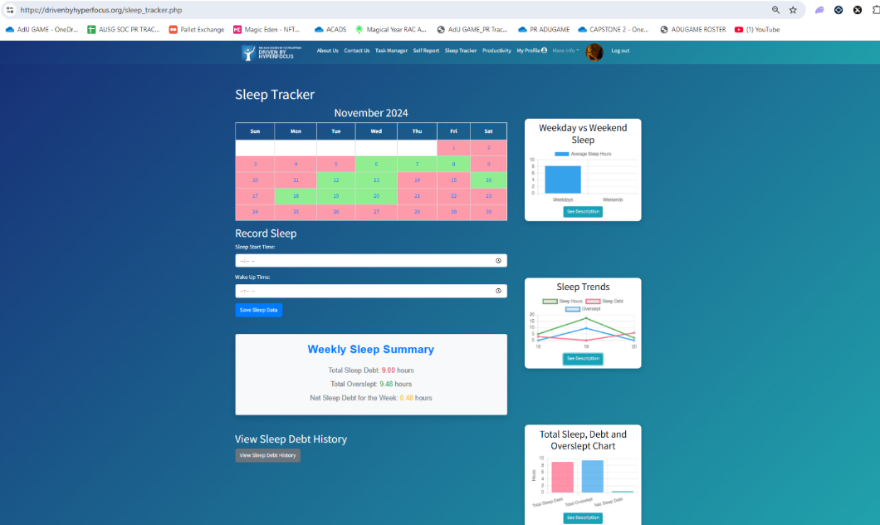 https://drivenbyhyperfocus.org/sleep_tracker.php
AdU GAME - OneDr... AUSG SOC PR TRAC... Pallet Exchange Magic Eden - NFT... ACADS Magical Year RAC A... AdU GAME_PR Trac... PR ADUGAME CAPSTONE 2 - One... ADUGAME ROSTER (1) YouTube
DRIVEN BY
HYPERFOCUS
About Us Contact Us Task Manager Self Report Sleep Tracker Productivity My Profile More Info Log out
Sleep Tracker
November 2024
Sun Mon Tue Wed Thu Fri Sat
1 2
3 4 5 6 7 8 9
10 11 12 13 14 15 16
17 18 19 20 21 22 23
24 25 26 27 28 29 30
Record Sleep
Sleep Start Time:
--:-- --
Wake Up Time:
--:-- --
Save Sleep Data
Weekly Sleep Summary
Total Sleep Debt: 9.00 hours
Total Overslept: 9.48 hours
Net Sleep Debt for the Week: 0.48 hours
View Sleep Debt History
View Sleep Debt History
Weekday vs Weekend
Sleep
Average Sleep Hours
10
8
6
4
2
0
Weekdays Weekends
See Description
Sleep Trends
Sleep Hours Sleep Debt
Overslept
20
15
10
5
0
18 19 20
See Description
Total Sleep, Debt and
Overslept Chart
Hours
10
8
6
4
2
0
Total Sleep Debt Total Overslept Net Sleep Debt
See Description